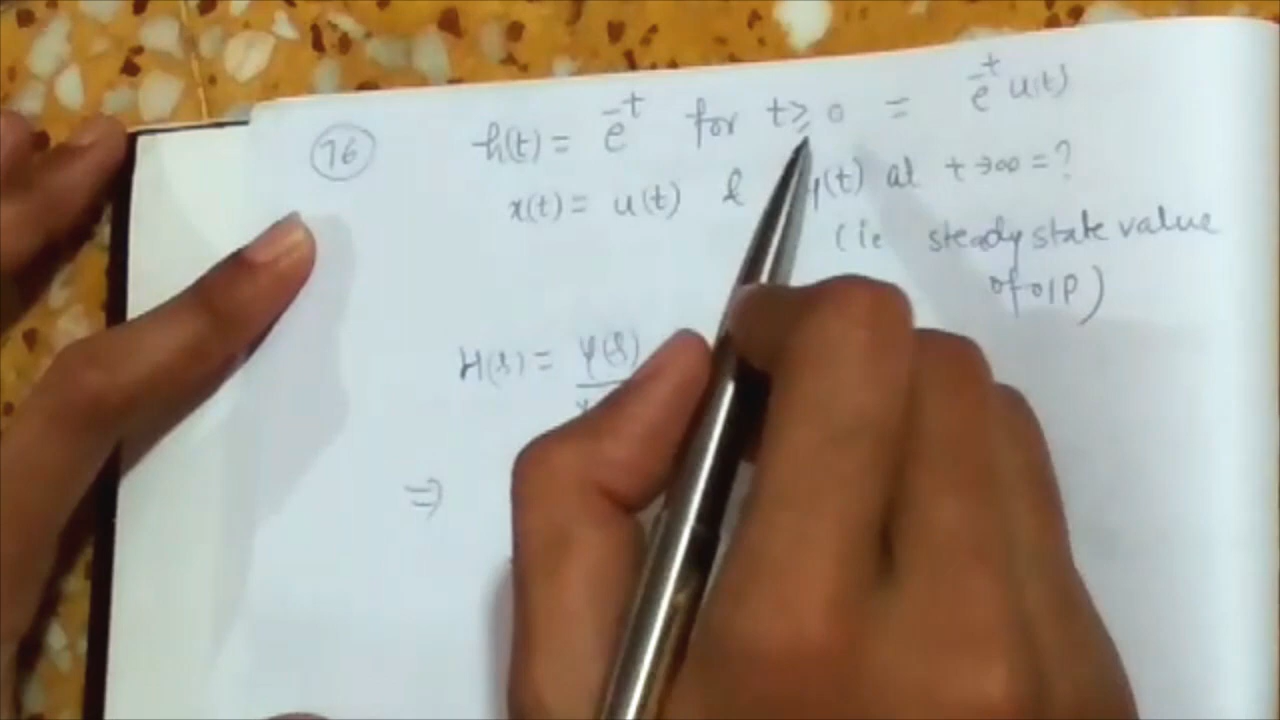 76
h(t) = e^-t for t ≥ 0 = e^-t u(t)
x(t) = u(t) & y(t) at t→∞ = ?
(ie steady state value
of o/p)
H(s) = Y(s)
⇒